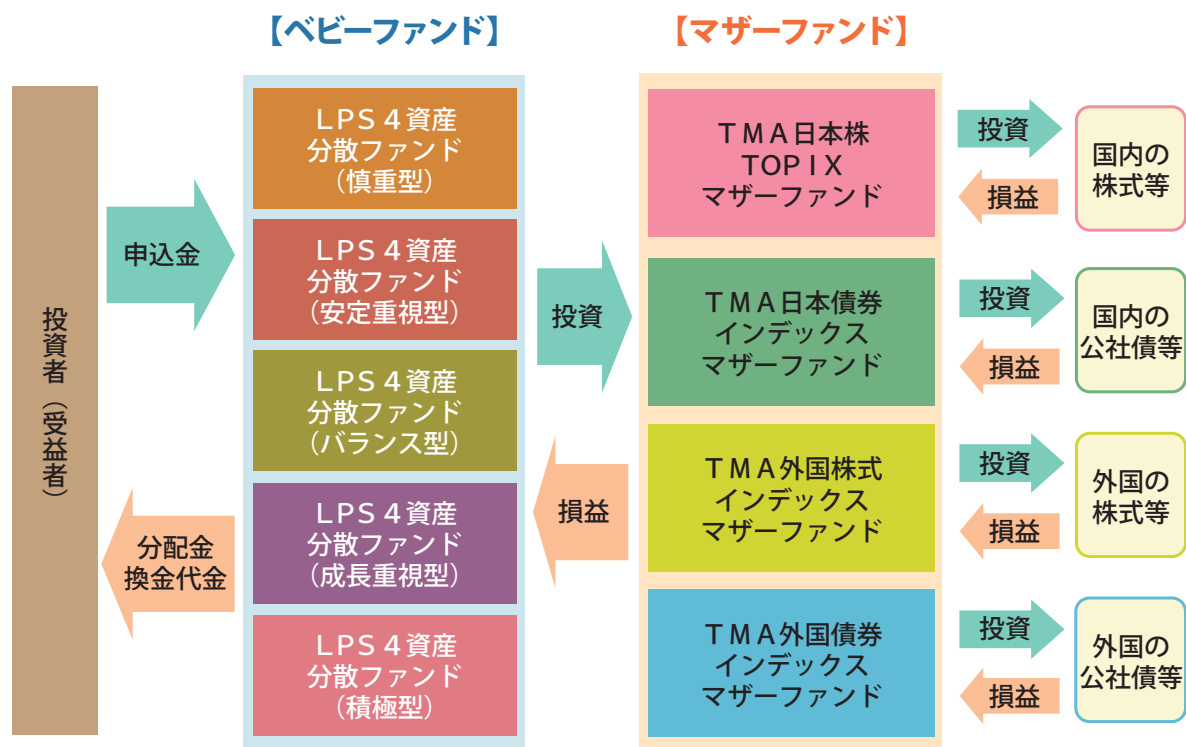 【ベビーファンド】
【マザーファンド】
投資者（受益者）
申込金
分配金
換金代金
ＬＰＳ４資産
分散ファンド
（慎重型）
ＬＰＳ４資産
分散ファンド
（安定重視型）
ＬＰＳ４資産
分散ファンド
（バランス型）
ＬＰＳ４資産
分散ファンド
（成長重視型）
ＬＰＳ４資産
分散ファンド
（積極型）
投資
損益
ＴＭＡ日本株
ＴＯＰＩＸ
マザーファンド
ＴＭＡ日本債券
インデックス
マザーファンド
ＴＭＡ外国株式
インデックス
マザーファンド
ＴＭＡ外国債券
インデックス
マザーファンド
投資
損益
国内の
株式等
投資
損益
国内の
公社債等
投資
損益
外国の
株式等
投資
損益
外国の
公社債等